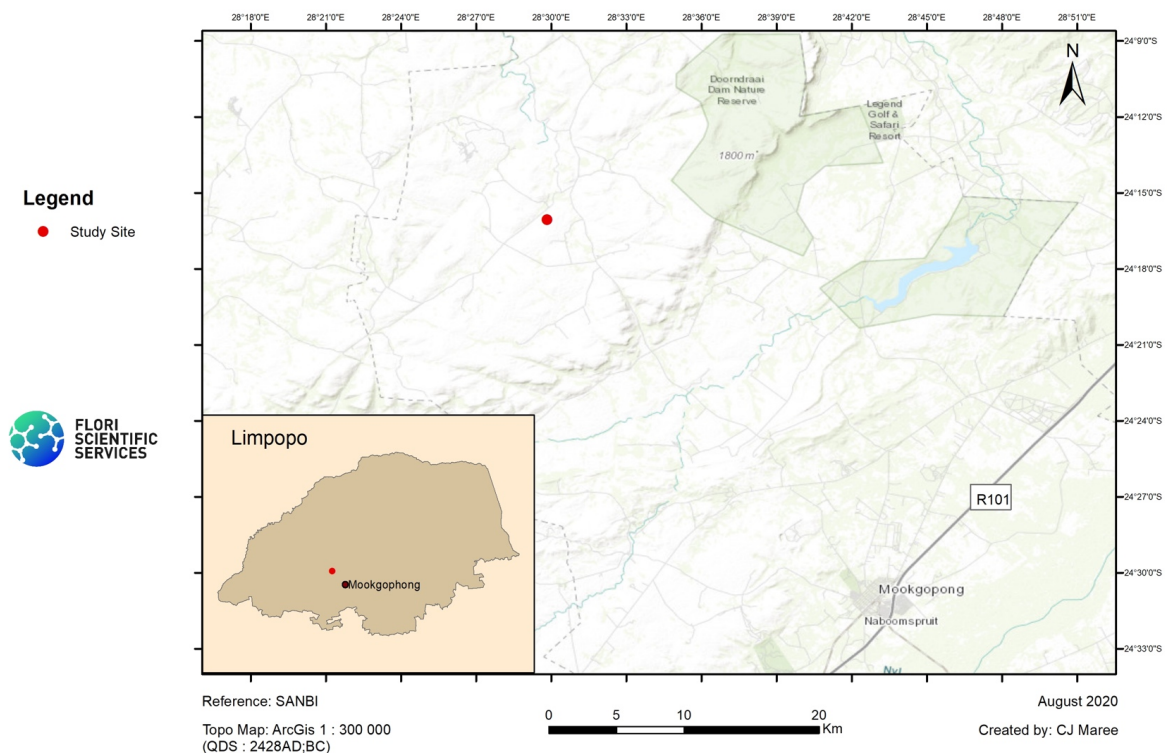 28°18'0"E 28°21'0"E 28°24'0"E 28°27'0"E 28°30'0"E 28°33'0"E 28°36'0"E 28°39'0"E 28°42'0"E 28°45'0"E 28°48'0"E 28°51'0"E
24°9'0"S
24°12'0"S
24°15'0"S
24°18'0"S
24°21'0"S
24°24'0"S
24°27'0"S
24°30'0"S
24°33'0"S
N
Doorndraai
Dam Nature
Reserve
Legend
Golf &
Safari
Resort
1800 m
Legend
Study Site
FLORI
SCIENTIFIC
SERVICES
Limpopo
Mookgophong
R101
Mookgopong
Naboomspruit
Nyl
Reference: SANBI
Topo Map: ArcGis 1 : 300 000
(QDS : 2428AD;BC)
0 5 10 20
Km
August 2020
Created by: CJ Maree